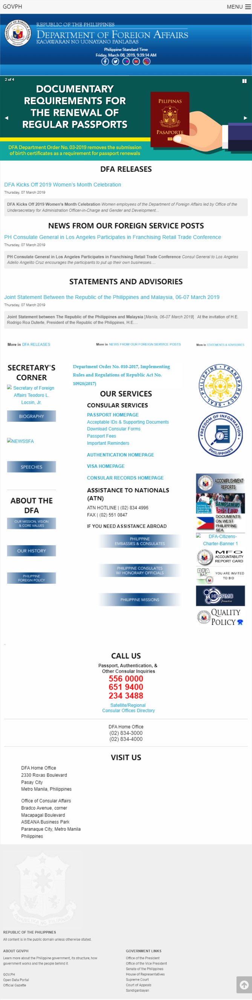 GOVPH
MENU
REPUBLIC OF THE PHILIPPINES
DEPARTMENT OF FOREIGN AFFAIRS
KAGAWARAN NG UGNAYANG PANLABAS
Philippine Standard Time
Friday, March 08, 2019, 9:39:14 AM
2 of 4
DOCUMENTARY
REQUIREMENTS FOR
THE RENEWAL OF
REGULAR PASSPORTS
PILIPINAS
PASAPORTE
DFA Department Order No. 03-2019 removes the submission
of birth certificates as a requirement for passport renewals
DFA RELEASES
DFA Kicks Off 2019 Women's Month Celebration
Thursday, 07 March 2019
DFA Kicks Off 2019 Women's Month Celebration Women employees of the Department of Foreign Affairs led by Office of the
Undersecretary for Administration Officer-in-Charge and Gender and Development...
NEWS FROM OUR FOREIGN SERVICE POSTS
PH Consulate General in Los Angeles Participates in Franchising Retail Trade Conference
Thursday, 07 March 2019
PH Consulate General in Los Angeles Participates in Franchising Retail Trade Conference Consul General to Los Angeles
Adelio Angelito Cruz encourages the participants to put up their own businesses....
STATEMENTS AND ADVISORIES
Joint Statement Between the Republic of the Philippines and Malaysia, 06-07 March 2019
Thursday, 07 March 2019
Joint Statement between The Republic of the Philippines and Malaysia [Manila, 06-07 March 2019] At the invitation of H.E.
Rodrigo Roa Duterte, President of the Republic of the Philippines, H.E....
More in DFA RELEASES
More in NEWS FROM OUR FOREIGN SERVICE POSTS
More in STATEMENTS & ADVISORIES
SECRETARY'S
CORNER
Secretary of Foreign
Affairs Teodoro L.
Locsin, Jr.
BIOGRAPHY
NEWSSFA
SPEECHES
ABOUT THE
DFA
OUR MISSION, VISION
& CORE VALUES
OUR HISTORY
PHILIPPINE
FOREIGN POLICY
Department Order No. 010-2017, Implementing
Rules and Regulations of Republic Act No.
10928(2017)
OUR SERVICES
CONSULAR SERVICES
PASSPORT HOMEPAGE
Acceptable IDs & Supporting Documents
Download Consular Forms
Passport Fees
Important Reminders
AUTHENTICATION HOMEPAGE
VISA HOMEPAGE
CONSULAR RECORDS HOMEPAGE
ASSISTANCE TO NATIONALS
(ATN)
ATN HOTLINE | (02) 834 4996
FAX | (02) 551 0847
IF YOU NEED ASSISTANCE ABROAD
PHILIPPINE
EMBASSIES & CONSULATES
PHILIPPINE CONSULATES
W/ HONORARY OFFICIALS
PHILIPPINE MISSIONS
PHILIPPINE TRANSPARENCY SEAL
FREEDOM OF INFORMATION
PHILIPPINES
ACCOMPLISHMENT
REPORTS
BANGSAMORO
Basic Law
DOCUMENTS
ON WEST
PHILIPPINE
SEA
DFA-Citizens-
Charter-Banner 1
MFO
ACCOUNTABILITY
REPORT CARD
DFA
BAC
YOU ARE INVITED
TO BID
NDRRMC
Proactive
QUALITY
POLICY
.
CALL US
Passport, Authentication, &
Other Consular Inquiries
556 0000
651 9400
234 3488
Satellite/Regional
Consular Offices Directory
DFA Home Office
(02) 834-3000
(02) 834-4000
VISIT US
DFA Home Office
2330 Roxas Boulevard
Pasay City
Metro Manila, Philippines
Office of Consular Affairs
Bradco Avenue, corner
Macapagal Boulevard
ASEANA Business Park
Paranaque City, Metro Manila
Philippines
REPUBLIKA NG PILIPINAS
REPUBLIC OF THE PHILIPPINES
All content is in the public domain unless otherwise stated.
ABOUT GOVPH
Learn more about the Philippine government, its structure, how
government works and the people behind it.
GOV.PH
Open Data Portal
Official Gazette
GOVERNMENT LINKS
Office of the President
Office of the Vice President
Senate of the Philippines
House of Representatives
Supreme Court
Court of Appeals
Sandiganbayan